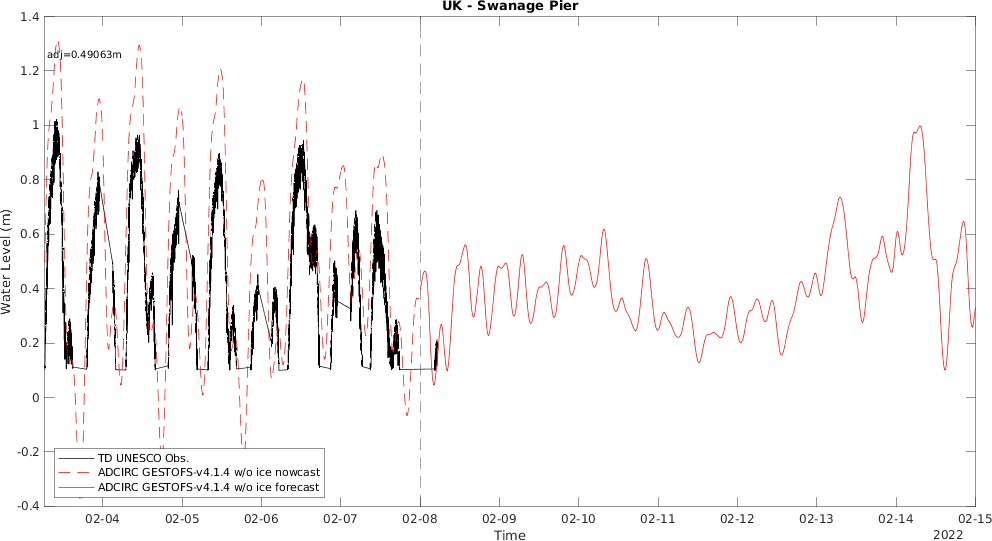 UK - Swanage Pier
1.4
adj=0.49063m
1.2
1
0.8
0.6
0.4
0.2
0
-0.2
-0.4
Water Level (m)
TD UNESCO Obs.
ADCIRC GESTOFS-v4.1.4 w/o ice nowcast
ADCIRC GESTOFS-v4.1.4 w/o ice forecast
02-04 02-05 02-06 02-07 02-08 02-09 02-10 02-11 02-12 02-13 02-14 02-15
Time
2022